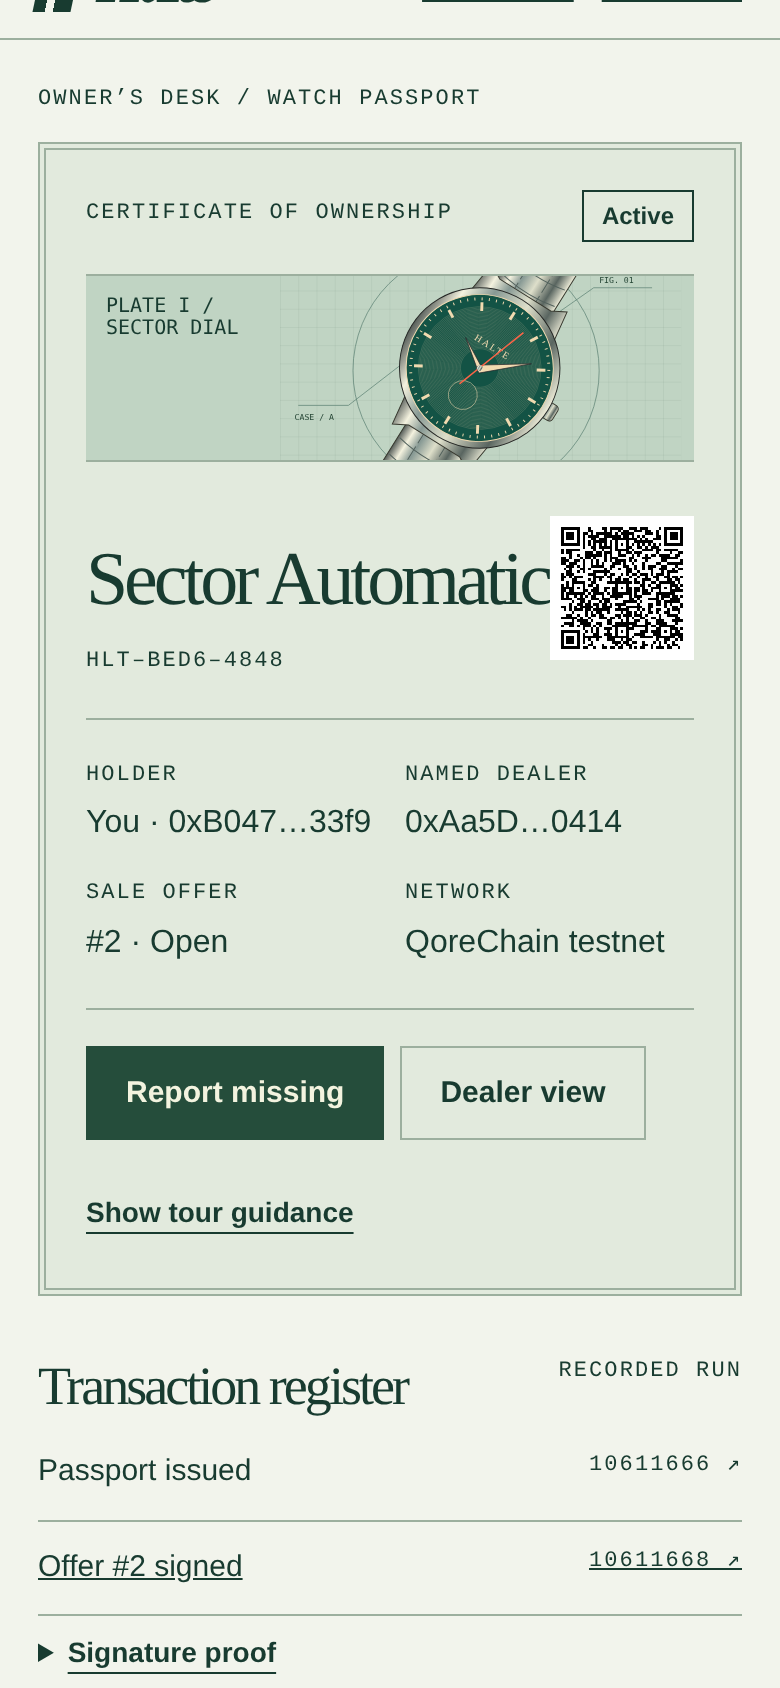 OWNER’S DESK / WATCH PASSPORT
CERTIFICATE OF OWNERSHIP
Active
PLATE I /
SECTOR DIAL
FIG. 01
HALTE
CASE / A
Sector Automatic
HLT–BED6–4848
HOLDER
NAMED DEALER
You · 0xB047…33f9
0xAa5D…0414
SALE OFFER
NETWORK
#2 · Open
QoreChain testnet
Report missing
Dealer view
Show tour guidance
Transaction register
RECORDED RUN
Passport issued
10611666 ↗
Offer #2 signed
10611668 ↗
Signature proof